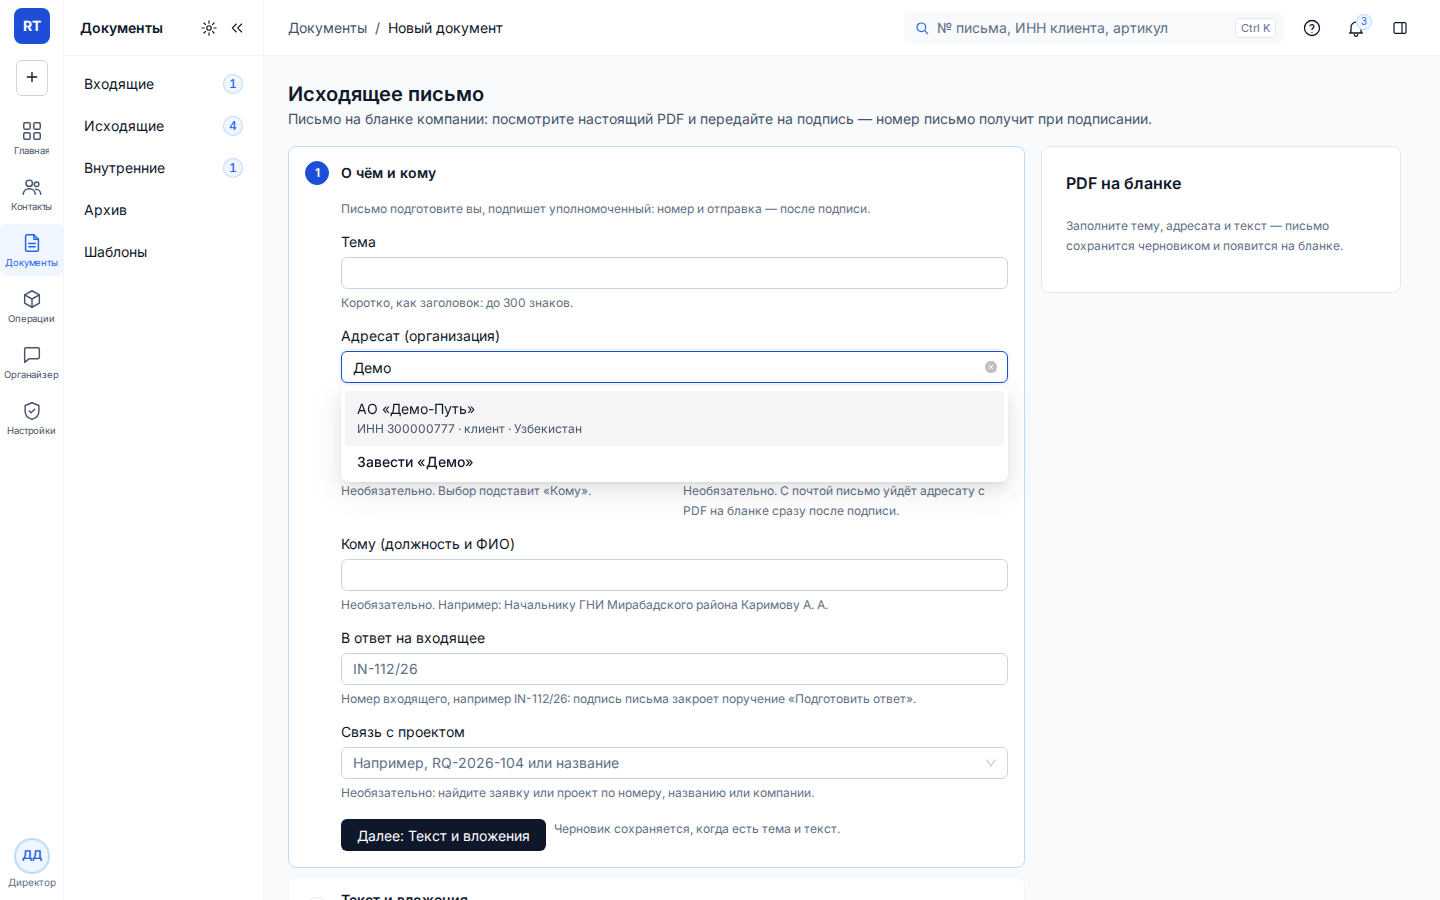 RT
Документы
Документы / Новый документ
№ письма, ИНН клиента, артикул
Ctrl K
3
Главная
Контакты
Документы
Операции
Органайзер
Настройки
ДД
Директор
Входящие 1
Исходящие 4
Внутренние 1
Архив
Шаблоны
Исходящее письмо
Письмо на бланке компании: посмотрите настоящий PDF и передайте на подпись — номер письмо получит при подписании.
1 О чём и кому
Письмо подготовите вы, подпишет уполномоченный: номер и отправка — после подписи.
Тема
Коротко, как заголовок: до 300 знаков.
Адресат (организация)
Демо
АО «Демо-Путь»
ИНН 300000777 · клиент · Узбекистан
Завести «Демо»
Необязательно. Выбор подставит «Кому».
Необязательно. С почтой письмо уйдёт адресату с
PDF на бланке сразу после подписи.
Кому (должность и ФИО)
Необязательно. Например: Начальнику ГНИ Мирабадского района Каримову А. А.
В ответ на входящее
IN-112/26
Номер входящего, например IN-112/26: подпись письма закроет поручение «Подготовить ответ».
Связь с проектом
Например, RQ-2026-104 или название
Необязательно: найдите заявку или проект по номеру, названию или компании.
Далее: Текст и вложения
Черновик сохраняется, когда есть тема и текст.
Текст и вложения
PDF на бланке
Заполните тему, адресата и текст — письмо
сохранится черновиком и появится на бланке.